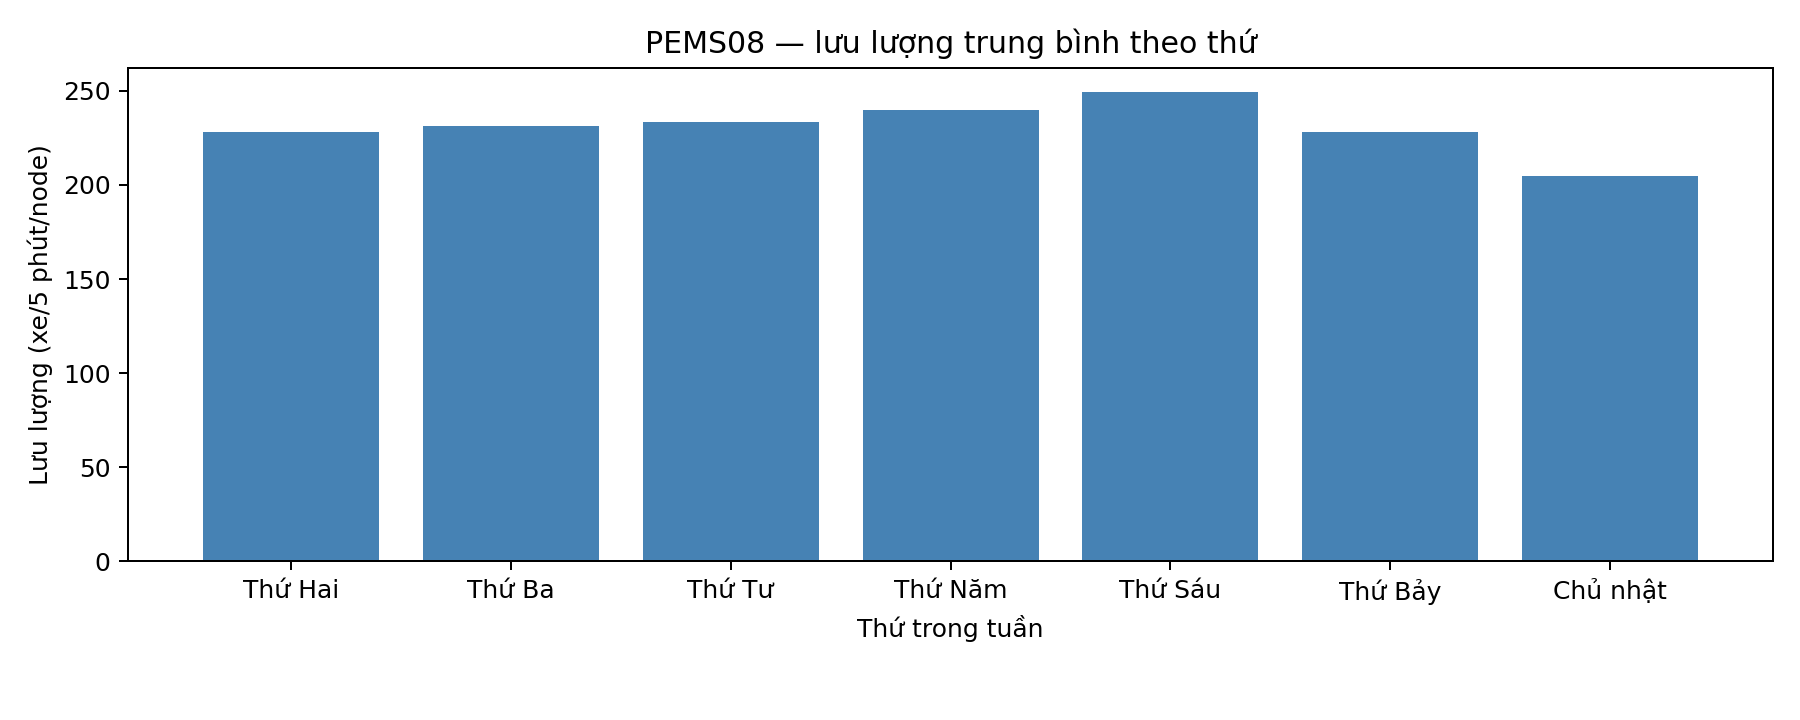 PEMS08 — lưu lượng trung bình theo thứ
Lưu lượng (xe/5 phút/node)
250
200
150
100
50
0
Thứ Hai
Thứ Ba
Thứ Tư
Thứ Năm
Thứ Sáu
Thứ Bảy
Chủ nhật
Thứ trong tuần